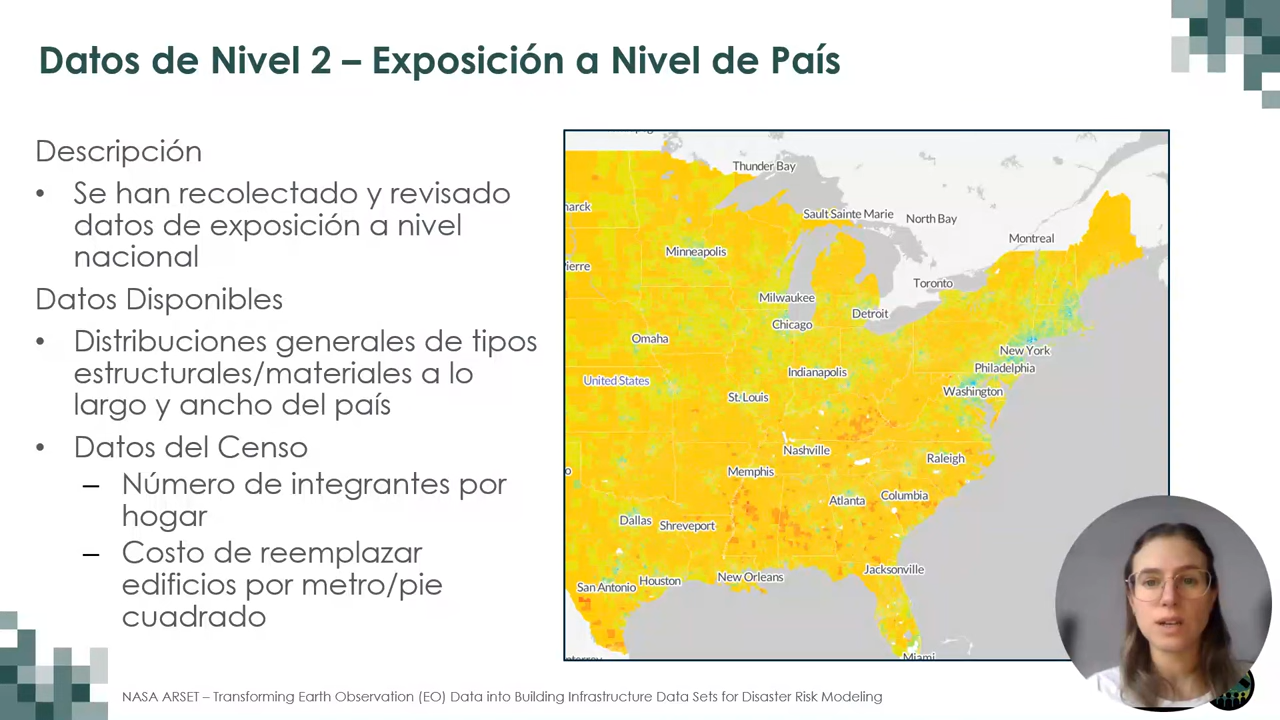 Datos de Nivel 2 – Exposición a Nivel de País
Descripción
• Se han recolectado y revisado
datos de exposición a nivel
nacional
Datos Disponibles
• Distribuciones generales de tipos
estructurales/materiales a lo
largo y ancho del país
• Datos del Censo
– Número de integrantes por
hogar
– Costo de reemplazar
edificios por metro/pie
cuadrado
Thunder Bay
Sault Sainte Marie
North Bay
Montreal
Minneapolis
Toronto
Milwaukee
Detroit
Chicago
Omaha
New York
Indianapolis
Philadelphia
United States
Washington
St. Louis
Nashville
Raleigh
Memphis
Atlanta
Columbia
Dallas
Shreveport
Jacksonville
New Orleans
Houston
San Antonio
Miami
NASA ARSET – Transforming Earth Observation (EO) Data into Building Infrastructure Data Sets for Disaster Risk Modeling